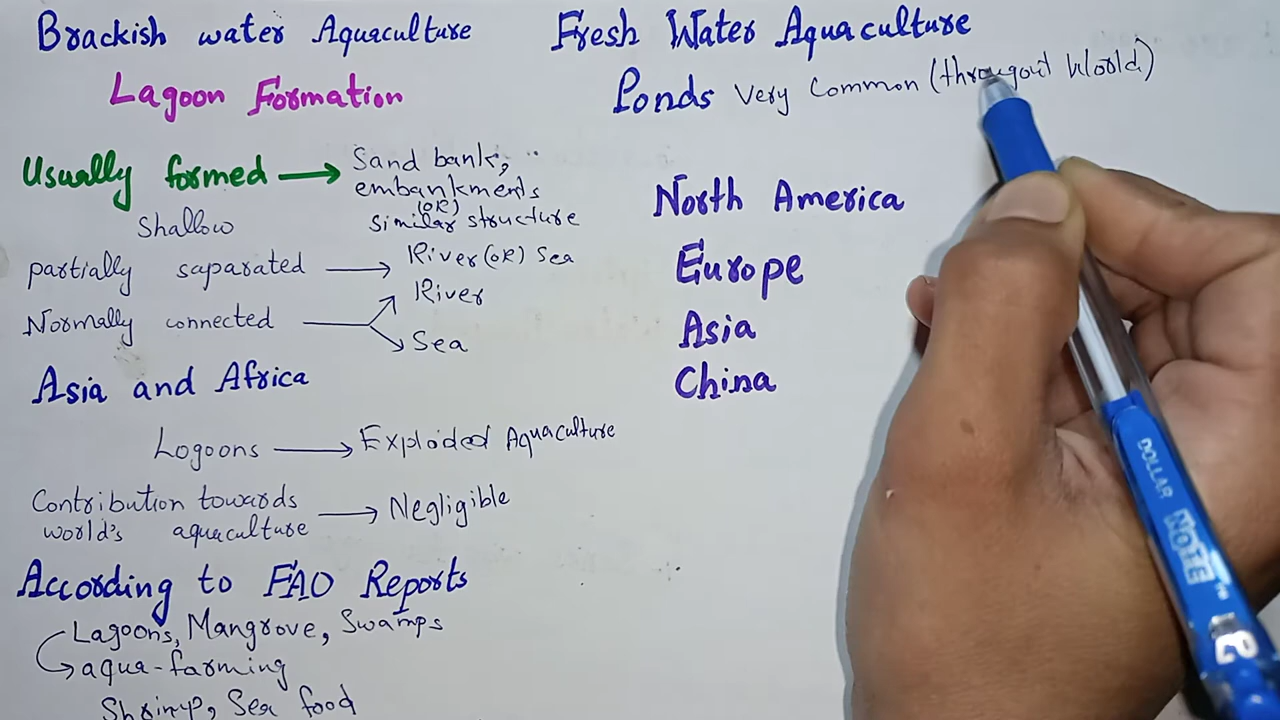 Brackish water Aquaculture
Lagoon Formation
Usually formed → Sand bank,
embankments
(OR)
Similar structure
Shallow
partially saparated → River (OR) Sea
Normally connected → River
Sea
Asia and Africa
Logoons → Exploded Aquaculture
Contribution towards
world's aquaculture → Negligible
According to FAO Reports
Lagoons, Mangrove, Swamps
aqua-farming
Shrimp, Sea food
Fresh Water Aquaculture
Ponds Very Common (througout World)
North America
Europe
Asia
China
DOLLAR
NOTE